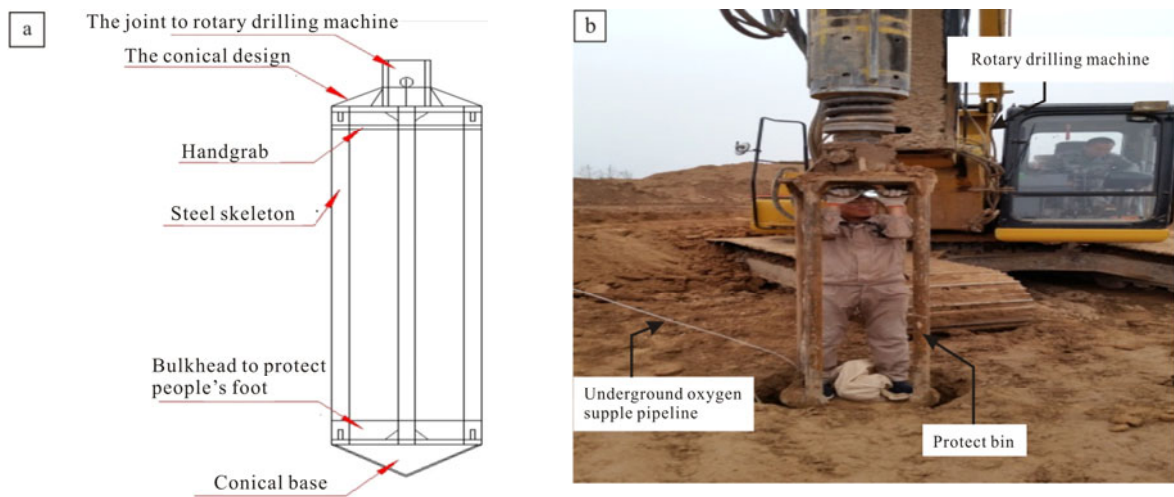 a
The joint to rotary drilling machine
The conical design
Handgrab
Steel skeleton
Bulkhead to protect
people's foot
Conical base
b
Rotary drilling machine
Underground oxygen
supple pipeline
Protect bin